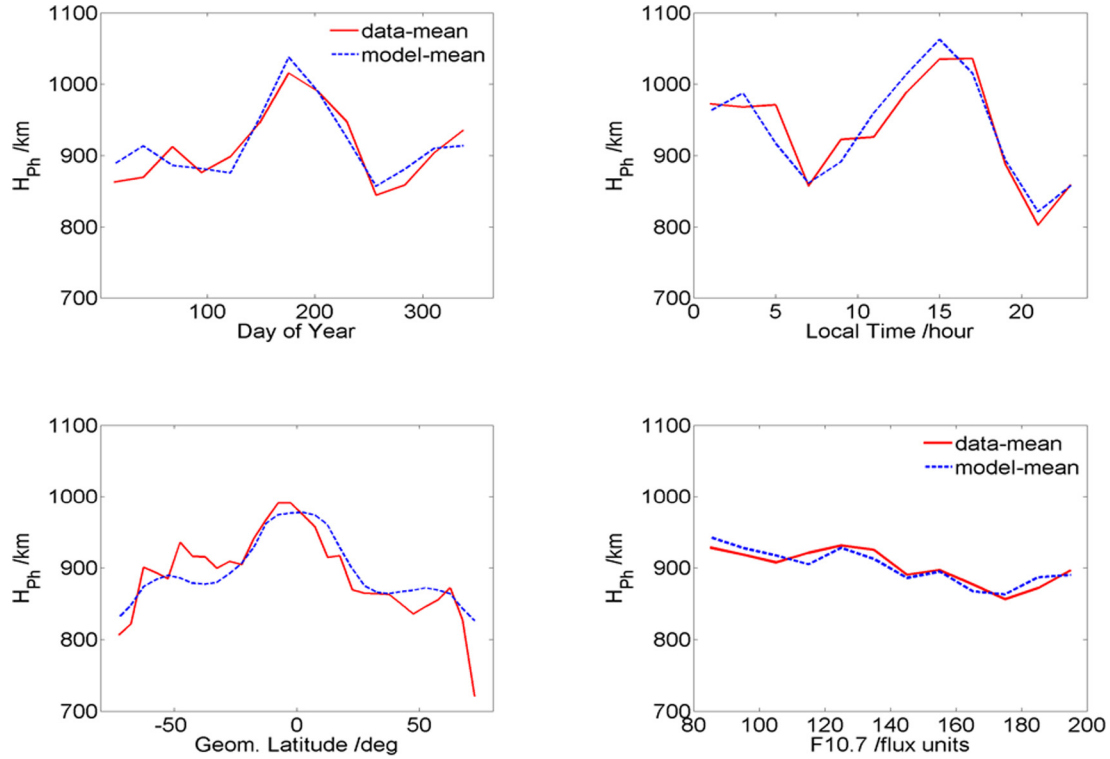 1100
1000
900
800
700
H_Ph /km
data-mean
model-mean
100 200 300
Day of Year
1100
1000
900
800
700
H_Ph /km
0 5 10 15 20
Local Time /hour
1100
1000
900
800
700
H_Ph /km
-50 0 50
Geom. Latitude /deg
1100
1000
900
800
700
H_Ph /km
data-mean
model-mean
80 100 120 140 160 180 200
F10.7 /flux units